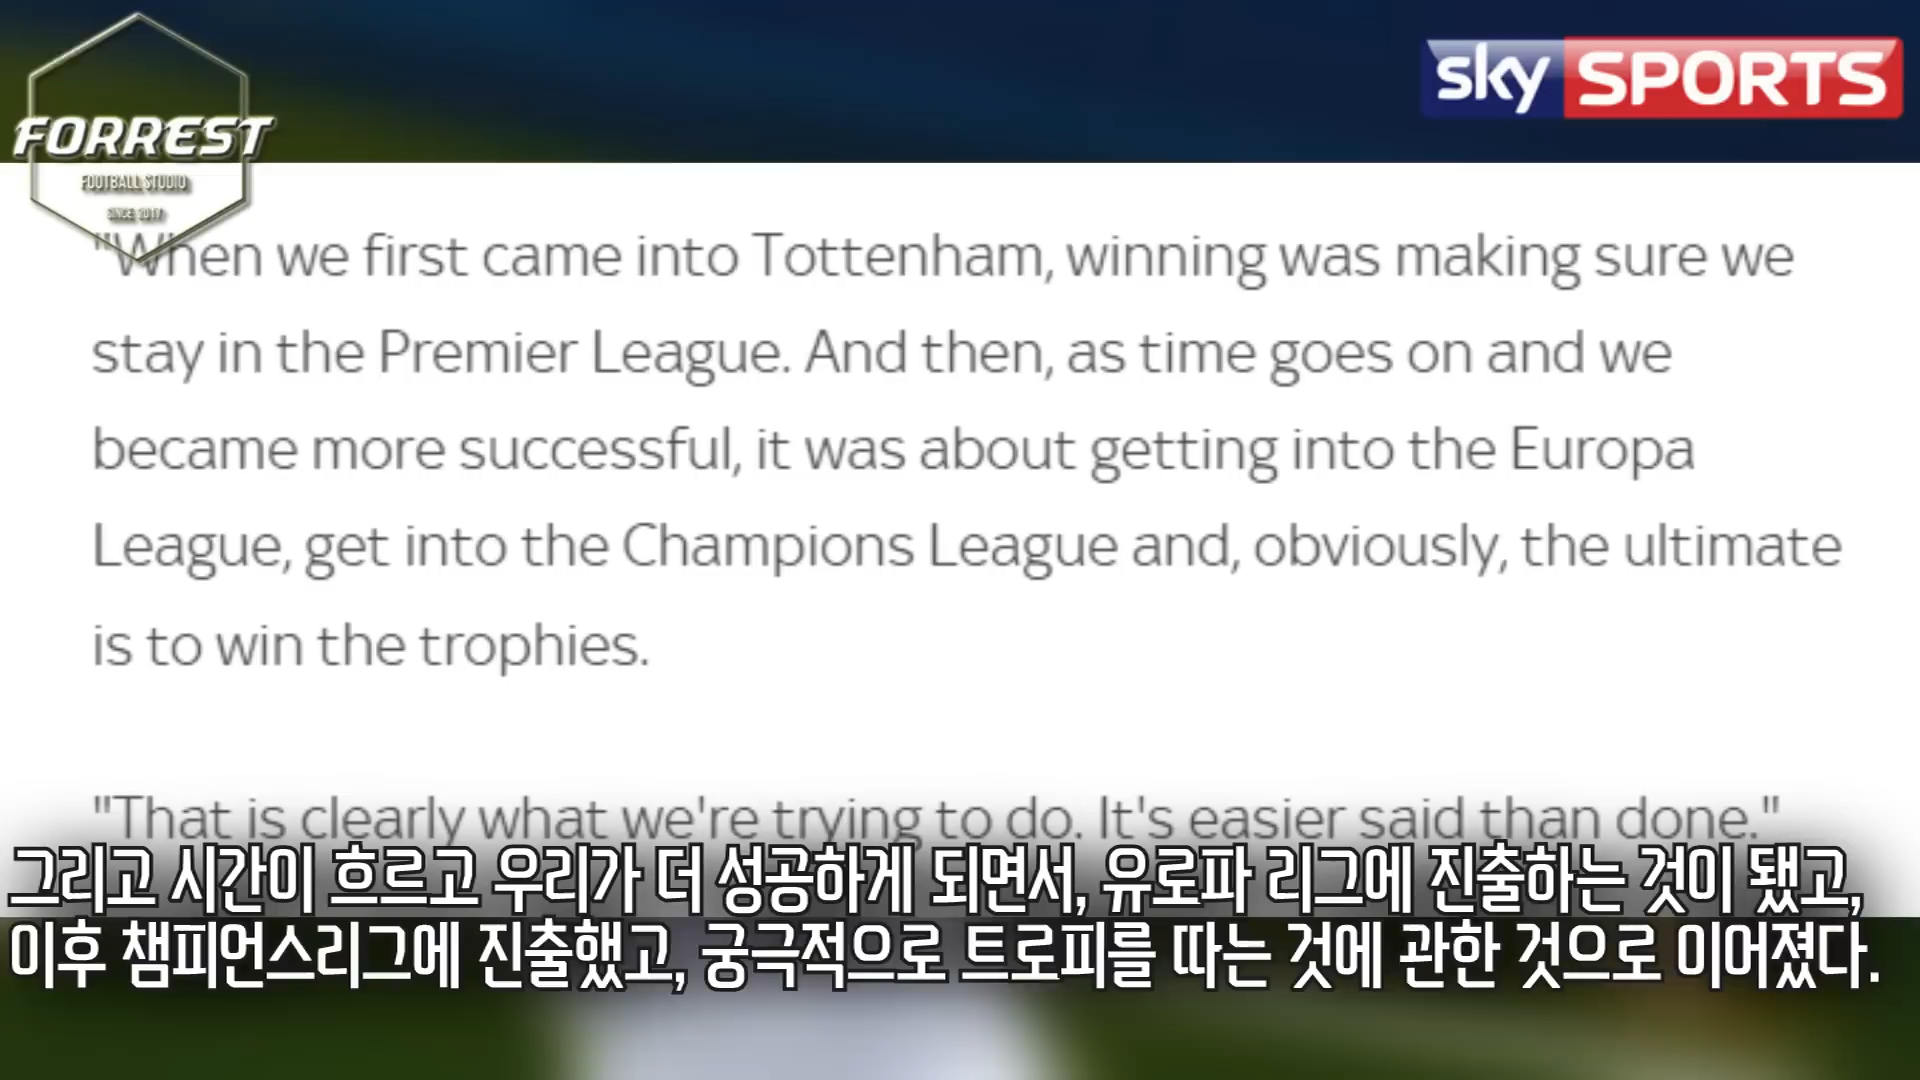 FORREST
FOOTBALL STUDIO
SINCE 2017
sky SPORTS
"When we first came into Tottenham, winning was making sure we
stay in the Premier League. And then, as time goes on and we
became more successful, it was about getting into the Europa
League, get into the Champions League and, obviously, the ultimate
is to win the trophies.
"That is clearly what we're trying to do. It's easier said than done."
그리고 시간이 흐르고 우리가 더 성공하게 되면서, 유로파 리그에 진출하는 것이 됐고,
이후 챔피언스리그에 진출했고, 궁극적으로 트로피를 따는 것에 관한 것으로 이어졌다.